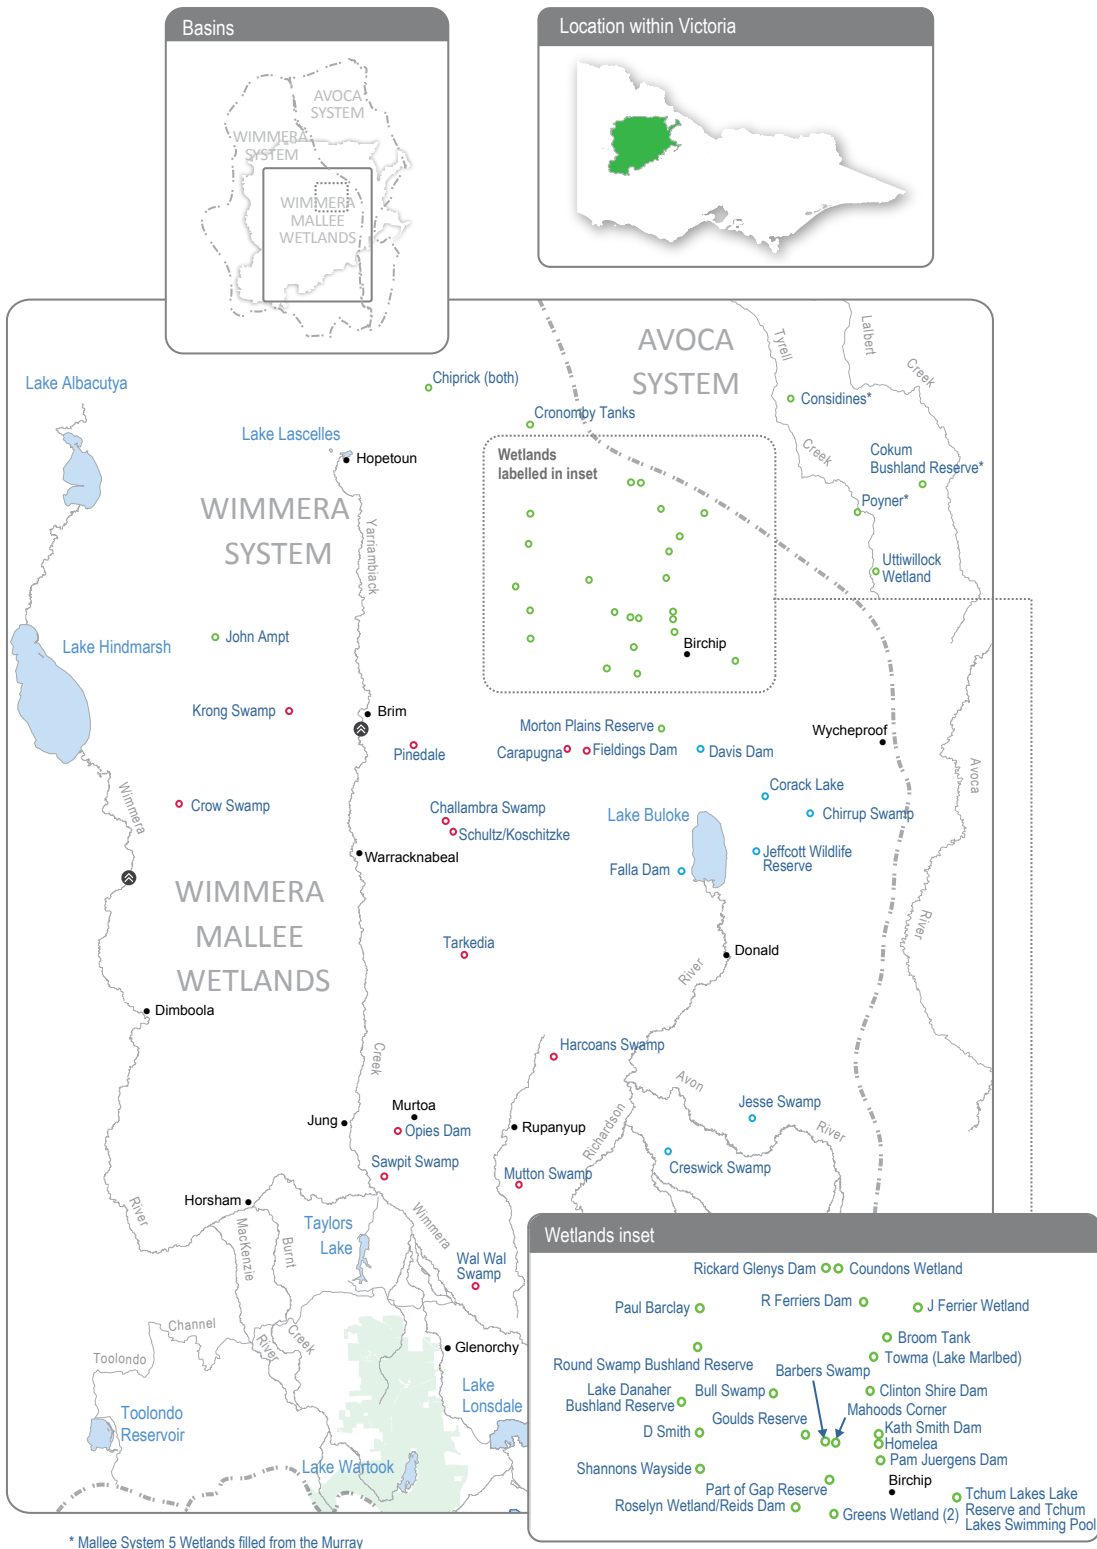 Basins
AVOCA
SYSTEM
WIMMERA
SYSTEM
WIMMERA
MALLEE
WETLANDS
Location within Victoria
AVOCA
SYSTEM
Tyrell
Creek
Lalbert
Creek
Lake Albacutya
Chiprick (both)
Considines*
Cronomby Tanks
Lake Lascelles
Hopetoun
Wetlands
labelled in inset
Cokum
Bushland Reserve*
Poyner*
WIMMERA
SYSTEM
Yarriambiack
Uttiwillock
Wetland
John Ampt
Lake Hindmarsh
Birchip
Krong Swamp
Brim
Morton Plains Reserve
Wycheproof
Pinedale
Carapugna
Fieldings Dam
Davis Dam
Avoca
Wimmera
Corack Lake
Crow Swamp
Challambra Swamp
Lake Buloke
Chirrup Swamp
Schultz/Koschitzke
Warracknabeal
Jeffcott Wildlife
Reserve
Falla Dam
WIMMERA
MALLEE
WETLANDS
River
Tarkedia
Donald
River
Dimboola
Creek
Harcoans Swamp
Avon
Murtoa
Jesse Swamp
Jung
Opies Dam
Rupanyup
Richardson
River
Sawpit Swamp
Mutton Swamp
Creswick Swamp
Horsham
River
MacKenzie
Burnt
Taylors
Lake
Wimmera
Wal Wal
Swamp
Channel
River
Creek
Toolondo
Glenorchy
Toolondo
Reservoir
Lake
Lonsdale
Lake Wartook
Wetlands inset
Rickard Glenys Dam
Coundons Wetland
Paul Barclay
R Ferriers Dam
J Ferrier Wetland
Broom Tank
Round Swamp Bushland Reserve
Towma (Lake Marlbed)
Barbers Swamp
Lake Danaher
Bushland Reserve
Bull Swamp
Clinton Shire Dam
Mahoods Corner
Goulds Reserve
D Smith
Kath Smith Dam
Homelea
Shannons Wayside
Pam Juergens Dam
Part of Gap Reserve
Birchip
Roselyn Wetland/Reids Dam
Greens Wetland (2)
Tchum Lakes Lake
Reserve and Tchum
Lakes Swimming Pool
* Mallee System 5 Wetlands filled from the Murray